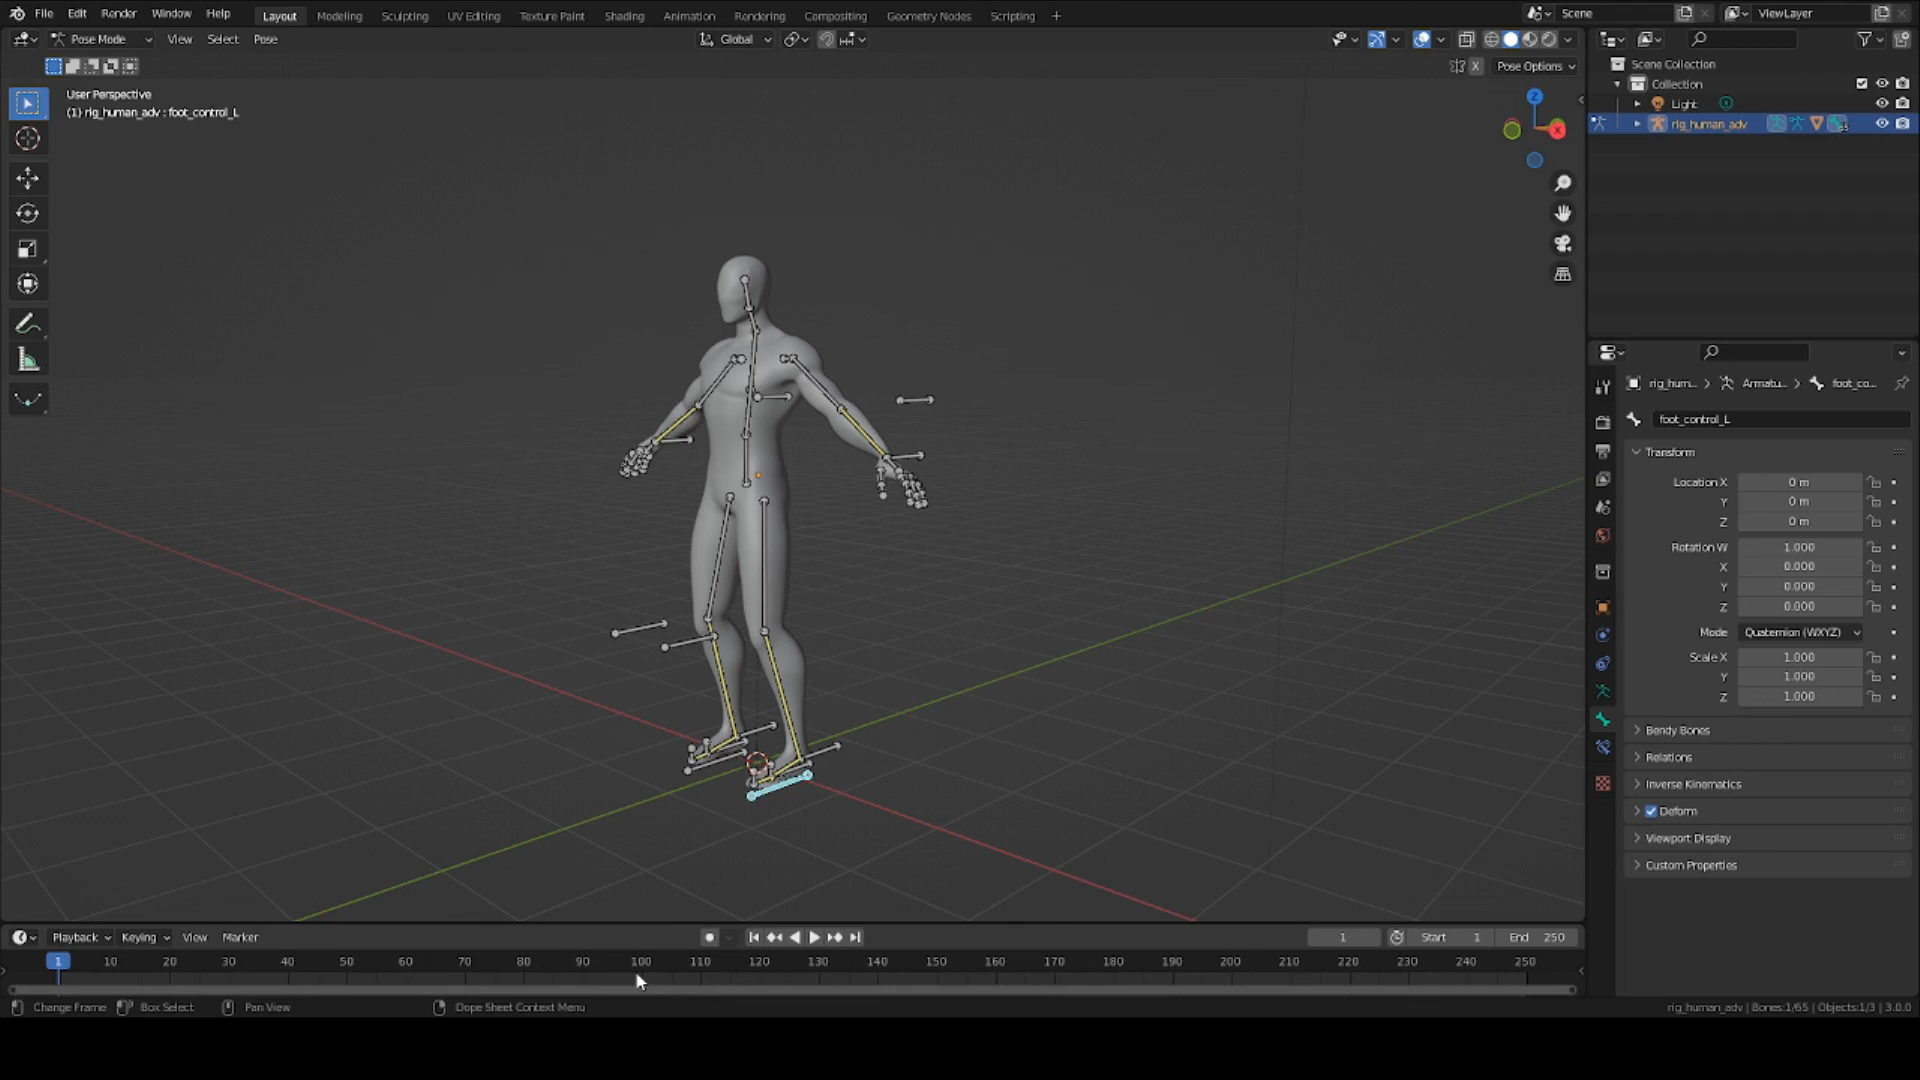 File Edit Render Window Help Layout Modeling Sculpting UV Editing Texture Paint Shading Animation Rendering Compositing Geometry Nodes Scripting + Scene ViewLayer
Pose Mode View Select Pose Global
X Pose Options
User Perspective
(1) rig_human_adv : foot_control_L
Z
X
Scene Collection
Collection
Light
rig_human_adv
rig_hum... > Armatu... > foot_co...
foot_control_L
Transform
Location X 0 m
Y 0 m
Z 0 m
Rotation W 1.000
X 0.000
Y 0.000
Z 0.000
Mode Quaternion (WXYZ)
Scale X 1.000
Y 1.000
Z 1.000
Bendy Bones
Relations
Inverse Kinematics
Deform
Viewport Display
Custom Properties
Playback Keying View Marker 1 Start 1 End 250
1 10 20 30 40 50 60 70 80 90 100 110 120 130 140 150 160 170 180 190 200 210 220 230 240 250
Change Frame Box Select Pan View Dope Sheet Context Menu rig_human_adv | Bones:1/65 | Objects:1/3 | 3.0.0